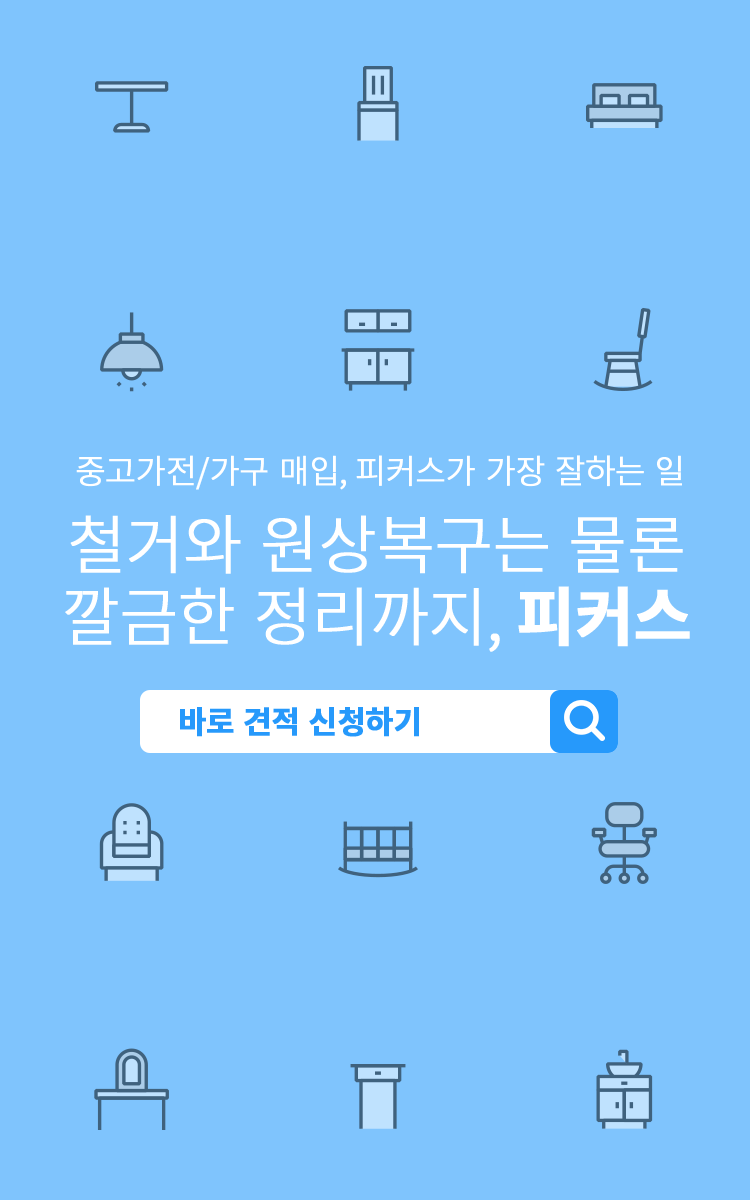 중고가전/가구 매입, 피커스가 가장 잘하는 일
철거와 원상복구는 물론
깔금한 정리까지, 피커스
바로 견적 신청하기